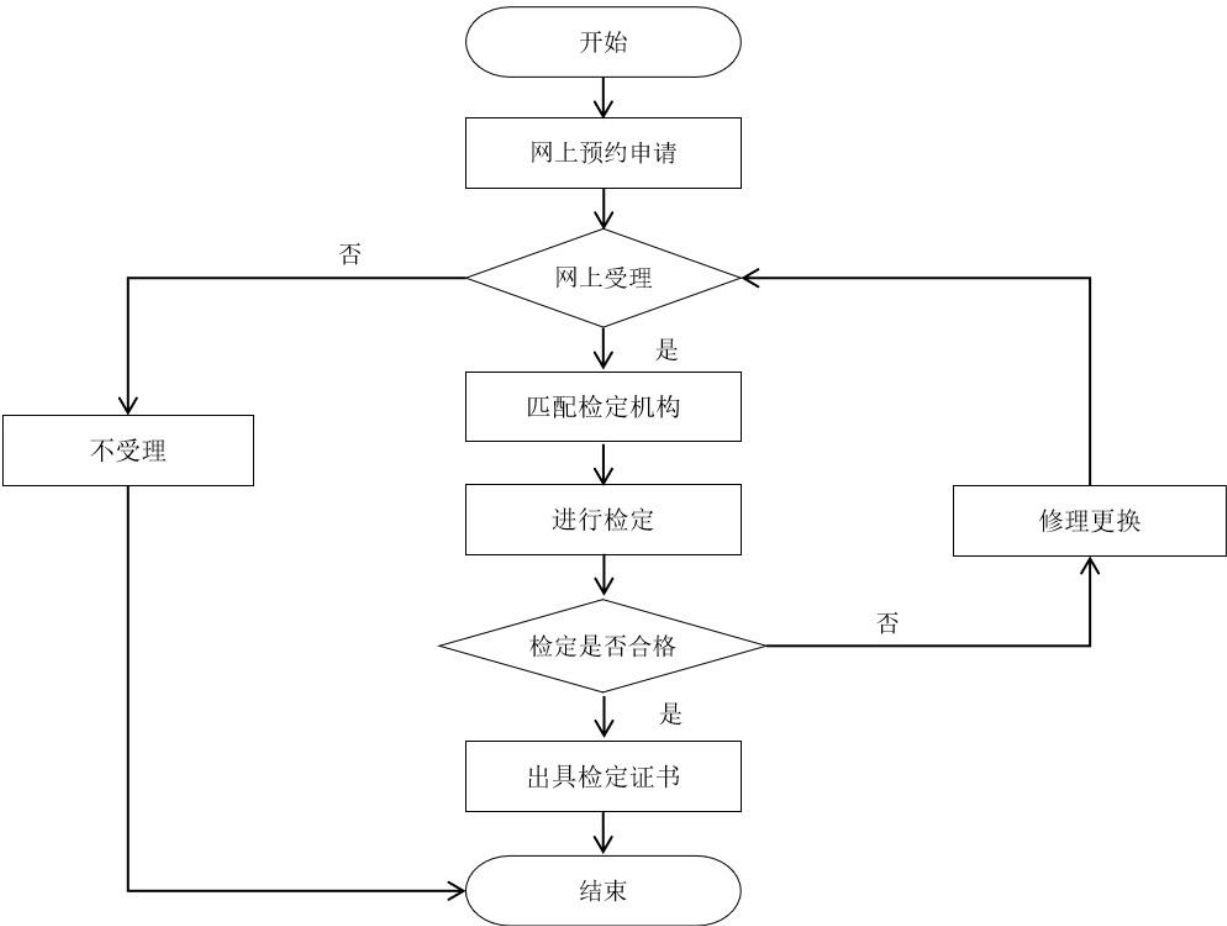 开始
网上预约申请
否
网上受理
是
匹配检定机构
不受理
进行检定
修理更换
否
检定是否合格
是
出具检定证书
结束